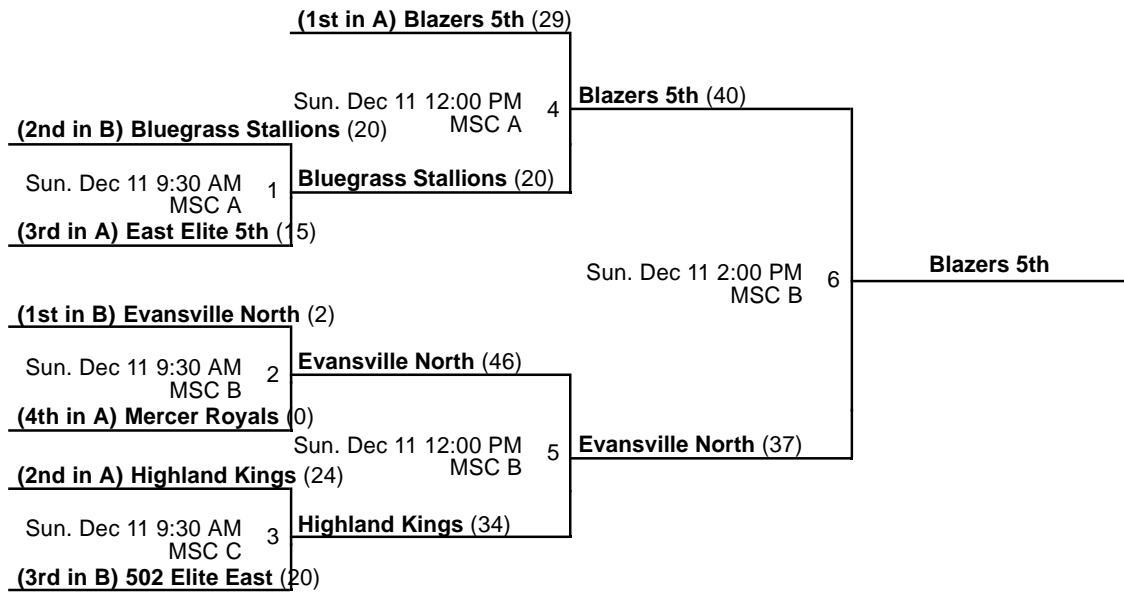 (1st in A) Blazers 5th (29)
Sun. Dec 11 12:00 PM
MSC A
4
Blazers 5th (40)
(2nd in B) Bluegrass Stallions (20)
Sun. Dec 11 9:30 AM
MSC A
1
Bluegrass Stallions (20)
(3rd in A) East Elite 5th (15)
Sun. Dec 11 2:00 PM
MSC B
6
Blazers 5th
(1st in B) Evansville North (2)
Sun. Dec 11 9:30 AM
MSC B
2
Evansville North (46)
(4th in A) Mercer Royals (0)
Sun. Dec 11 12:00 PM
MSC B
5
Evansville North (37)
(2nd in A) Highland Kings (24)
Sun. Dec 11 9:30 AM
MSC C
3
Highland Kings (34)
(3rd in B) 502 Elite East (20)